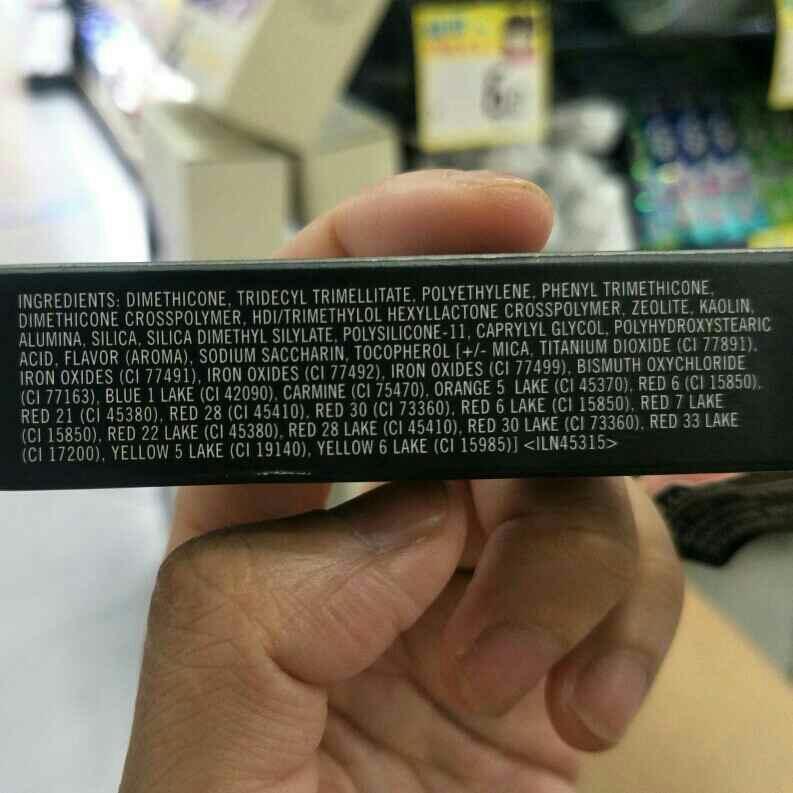 6
INGREDIENTS: DIMETHICONE, TRIDECYL TRIMELLITATE, POLYETHYLENE, PHENYL TRIMETHICONE,
DIMETHICONE CROSSPOLYMER, HDI/TRIMETHYLOL HEXYLLACTONE CROSSPOLYMER, ZEOLITE, KAOLIN,
ALUMINA, SILICA, SILICA DIMETHYL SILYLATE, POLYSILICONE-11, CAPRYLYL GLYCOL, POLYHYDROXYSTEARIC
ACID, FLAVOR (AROMA), SODIUM SACCHARIN, TOCOPHEROL [+/- MICA, TITANIUM DIOXIDE (CI 77891),
IRON OXIDES (CI 77491), IRON OXIDES (CI 77492), IRON OXIDES (CI 77499), BISMUTH OXYCHLORIDE
(CI 77163), BLUE 1 LAKE (CI 42090), CARMINE (CI 75470), ORANGE 5 LAKE (CI 45370), RED 6 (CI 15850),
RED 21 (CI 45380), RED 28 (CI 45410), RED 30 (CI 73360), RED 6 LAKE (CI 15850), RED 7 LAKE
(CI 15850), RED 22 LAKE (CI 45380), RED 28 LAKE (CI 45410), RED 30 LAKE (CI 73360), RED 33 LAKE
(CI 17200), YELLOW 5 LAKE (CI 19140), YELLOW 6 LAKE (CI 15985)] <ILN45315>